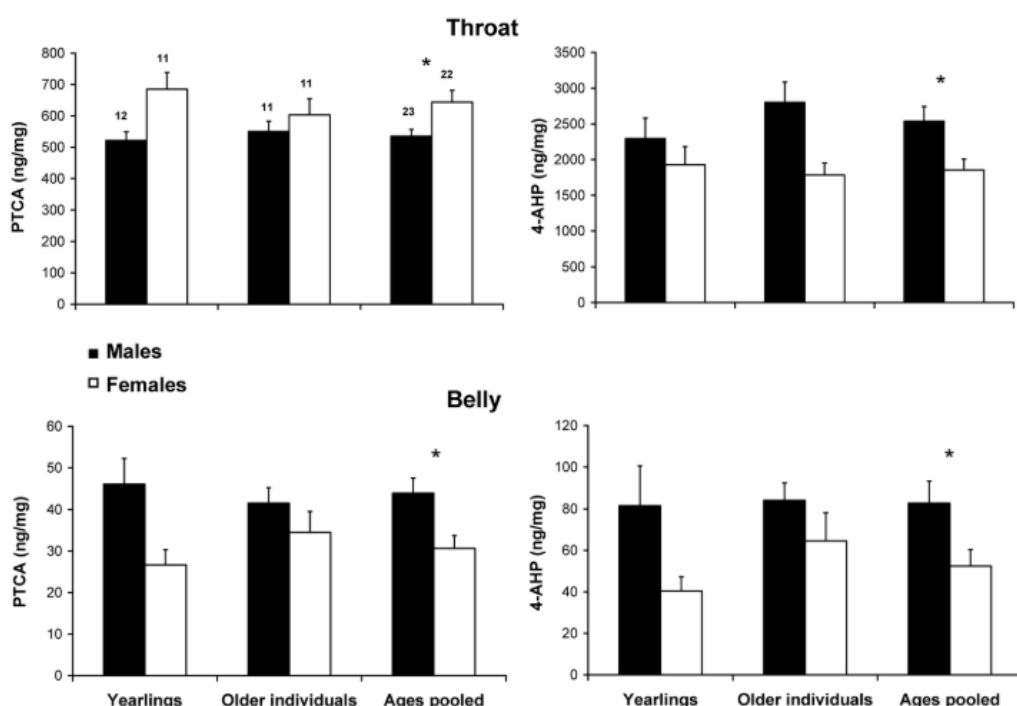 Throat
PTCA (ng/mg)
800
700
600
500
400
300
200
100
0
12
11
11
11
23
22
*
4-AHP (ng/mg)
3500
3000
2500
2000
1500
1000
500
0
*
Males
Females
Belly
PTCA (ng/mg)
60
50
40
30
20
10
0
*
Yearlings
Older individuals
Ages pooled
4-AHP (ng/mg)
120
100
80
60
40
20
0
*
Yearlings
Older individuals
Ages pooled